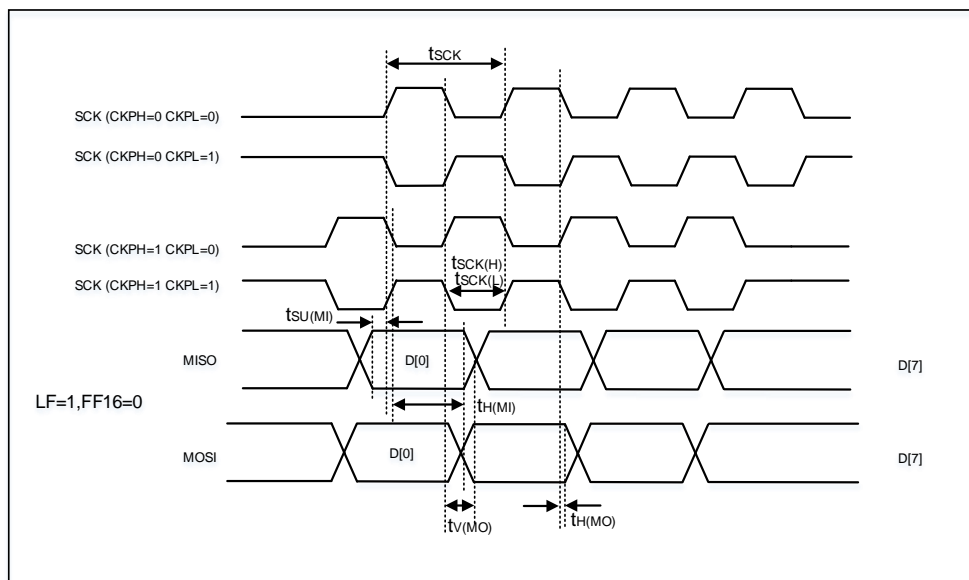 tSCK
SCK (CKPH=0 CKPL=0)
SCK (CKPH=0 CKPL=1)
SCK (CKPH=1 CKPL=0)
tSCK(H)
tSCK(L)
SCK (CKPH=1 CKPL=1)
tSU(MI)
MISO
D[0]
D[7]
LF=1,FF16=0
tH(MI)
MOSI
D[0]
D[7]
tV(MO)
tH(MO)